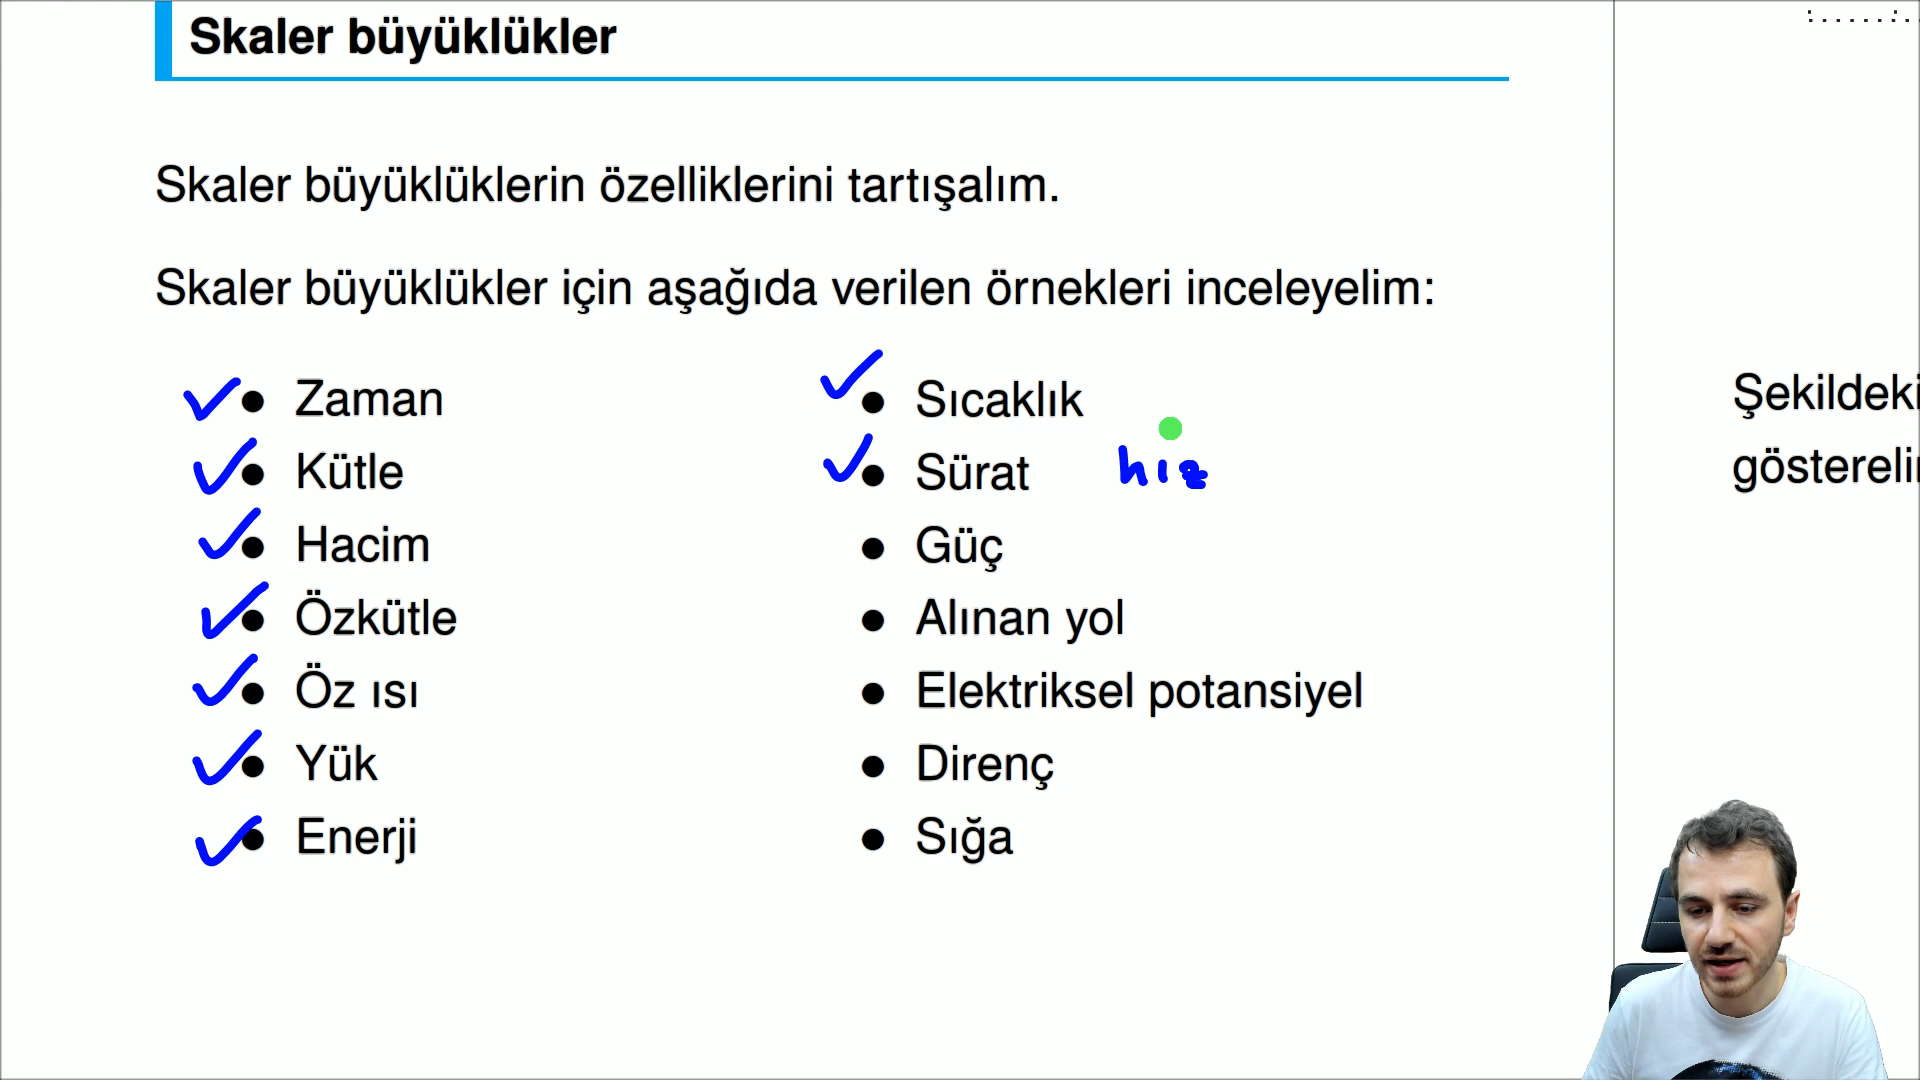 Skaler büyüklükler
Skaler büyüklüklerin özelliklerini tartışalım.
Skaler büyüklükler için aşağıda verilen örnekleri inceleyelim:
● Zaman
● Kütle
● Hacim
● Özkütle
● Öz ısı
● Yük
● Enerji
● Sıcaklık
● Sürat hız
● Güç
● Alınan yol
● Elektriksel potansiyel
● Direnç
● Sığa
Şekildeki